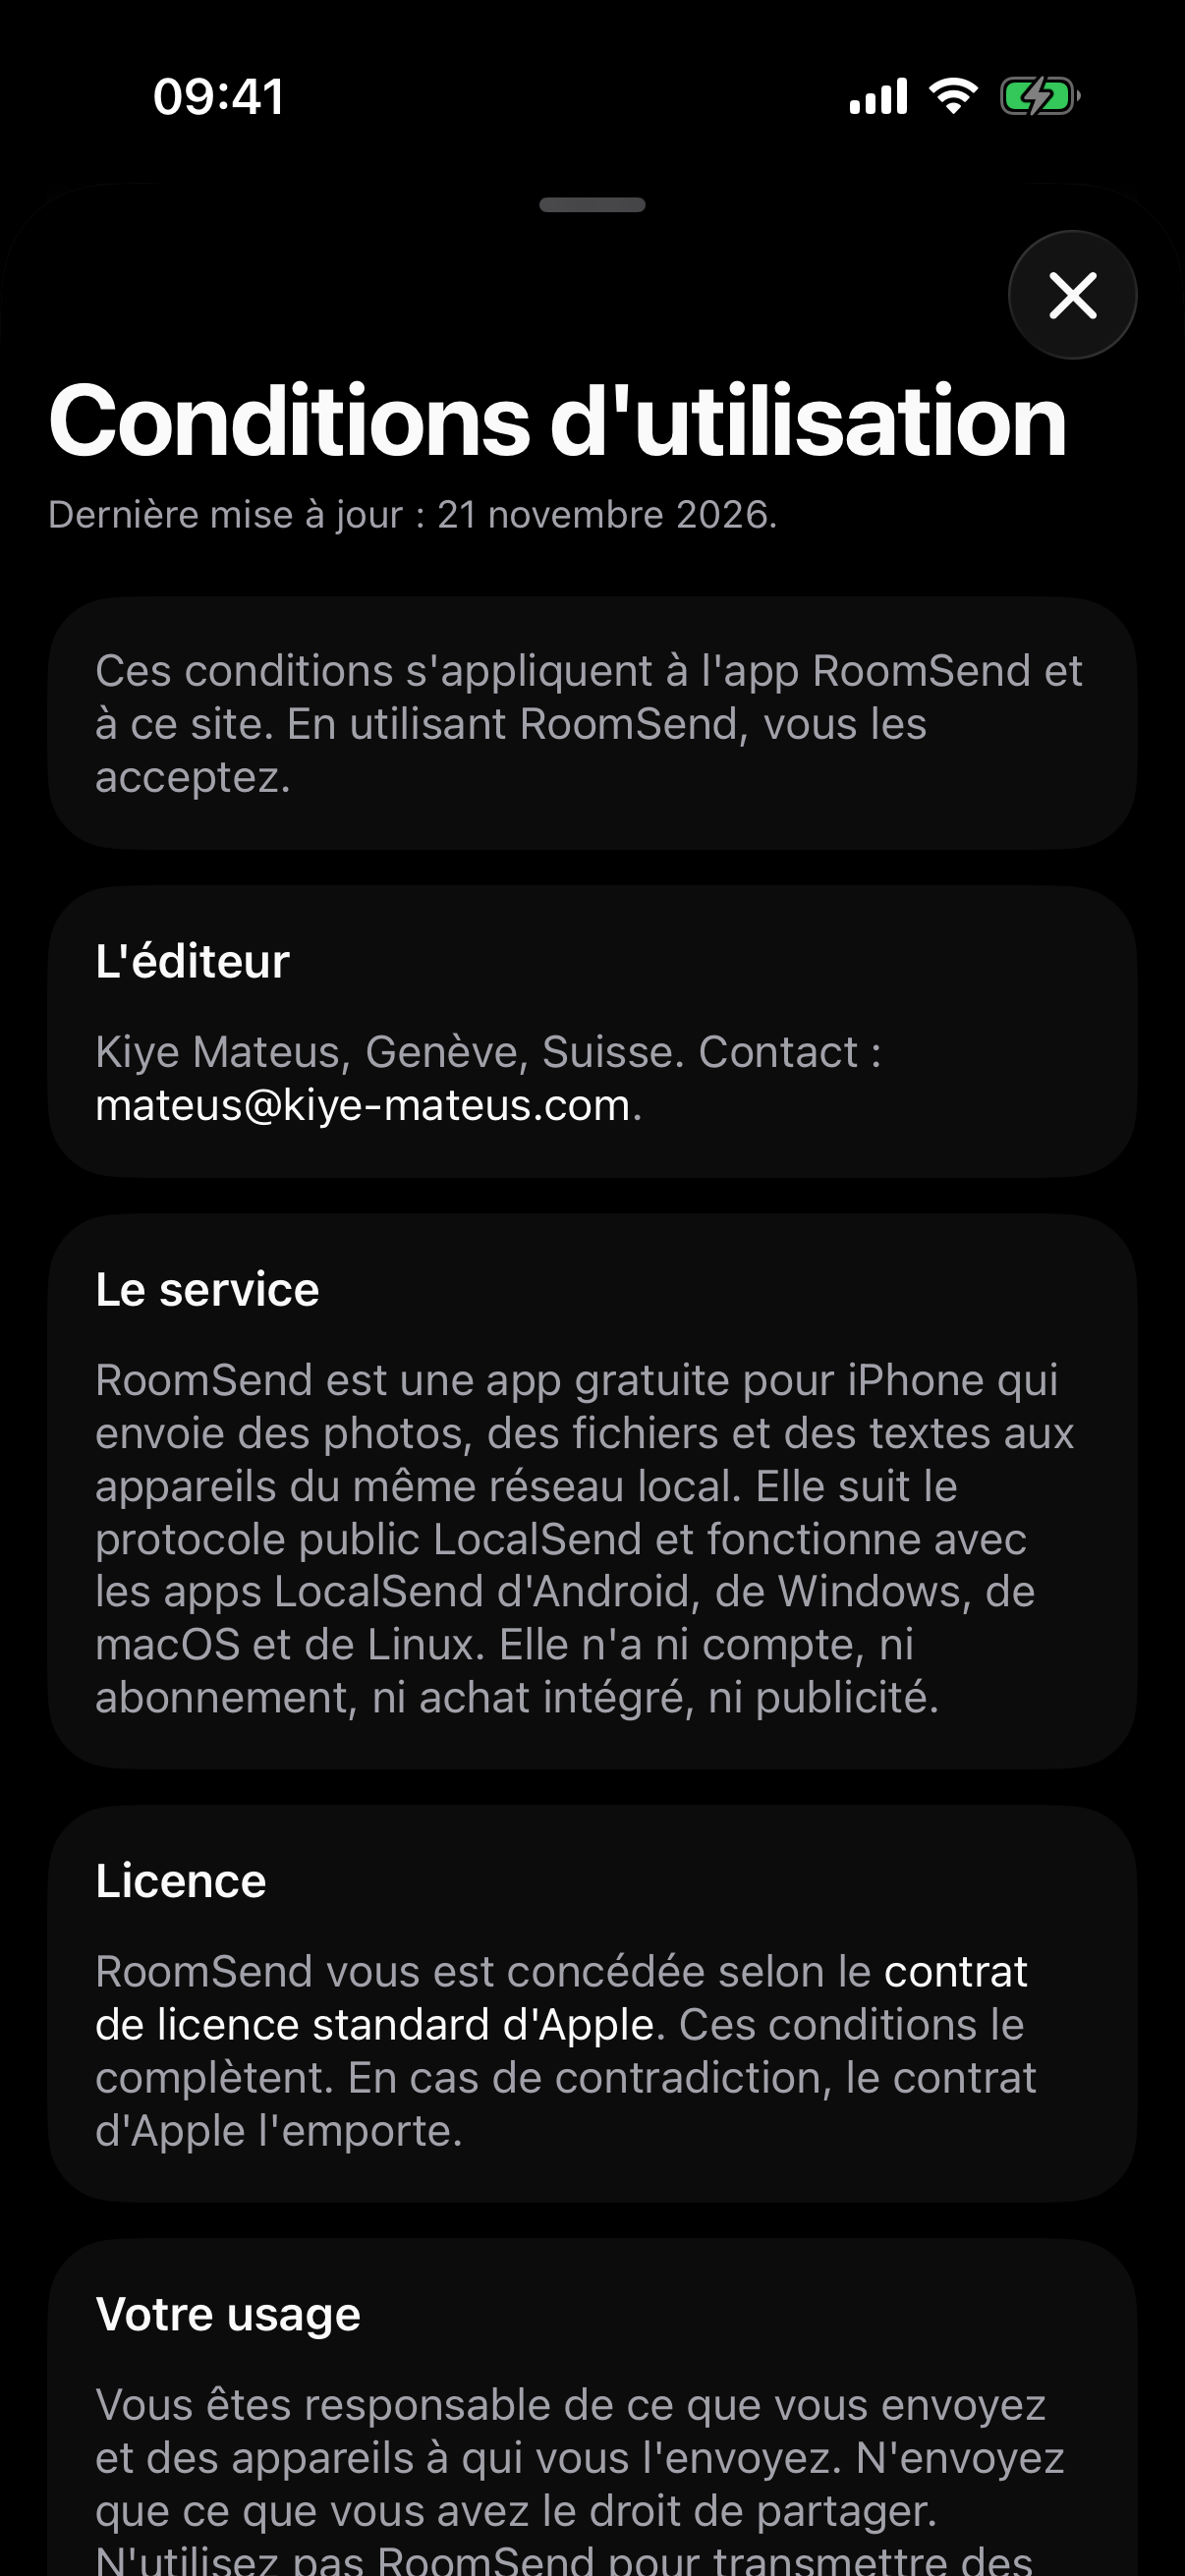 09:41
Conditions d'utilisation
Dernière mise à jour : 21 novembre 2026.
Ces conditions s'appliquent à l'app RoomSend et
à ce site. En utilisant RoomSend, vous les
acceptez.
L'éditeur
Kiye Mateus, Genève, Suisse. Contact :
mateus@kiye-mateus.com.
Le service
RoomSend est une app gratuite pour iPhone qui
envoie des photos, des fichiers et des textes aux
appareils du même réseau local. Elle suit le
protocole public LocalSend et fonctionne avec
les apps LocalSend d'Android, de Windows, de
macOS et de Linux. Elle n'a ni compte, ni
abonnement, ni achat intégré, ni publicité.
Licence
RoomSend vous est concédée selon le contrat
de licence standard d'Apple. Ces conditions le
complètent. En cas de contradiction, le contrat
d'Apple l'emporte.
Votre usage
Vous êtes responsable de ce que vous envoyez
et des appareils à qui vous l'envoyez. N'envoyez
que ce que vous avez le droit de partager.
N'utilisez pas RoomSend pour transmettre des